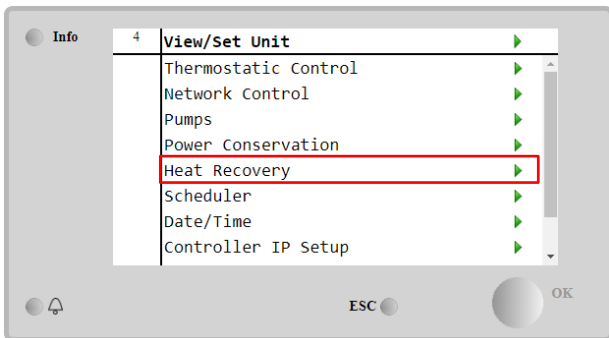 Info
4 View/Set Unit
Thermostatic Control
Network Control
Pumps
Power Conservation
Heat Recovery
Scheduler
Date/Time
Controller IP Setup
ESC
OK